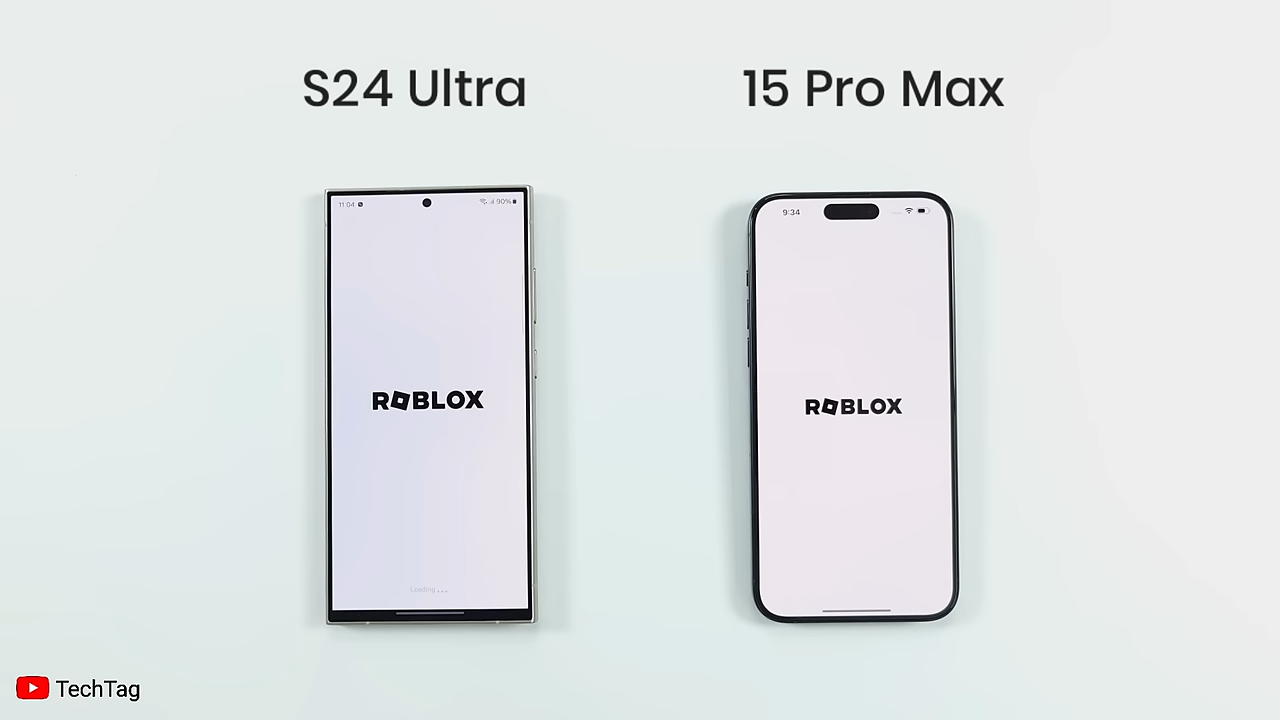 S24 Ultra
15 Pro Max
11:04
90%
9:34
ROBLOX
ROBLOX
Loading...
TechTag